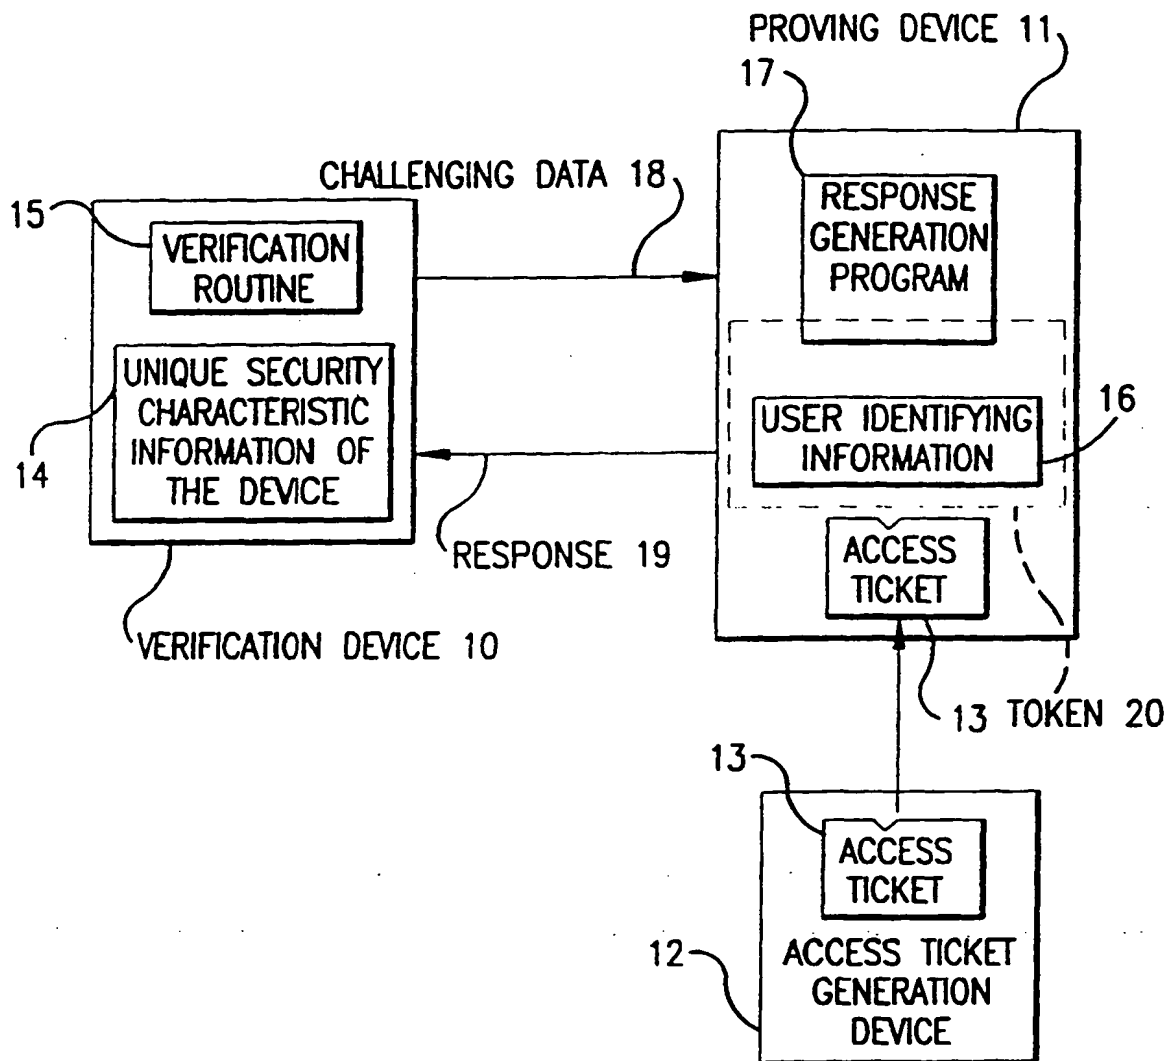 PROVING DEVICE 11
17
CHALLENGING DATA 18
RESPONSE
GENERATION
PROGRAM
15
VERIFICATION
ROUTINE
UNIQUE SECURITY
CHARACTERISTIC
INFORMATION OF
THE DEVICE
14
USER IDENTIFYING
INFORMATION
16
RESPONSE 19
ACCESS
TICKET
VERIFICATION DEVICE 10
13
TOKEN 20
13
ACCESS
TICKET
12
ACCESS TICKET
GENERATION
DEVICE